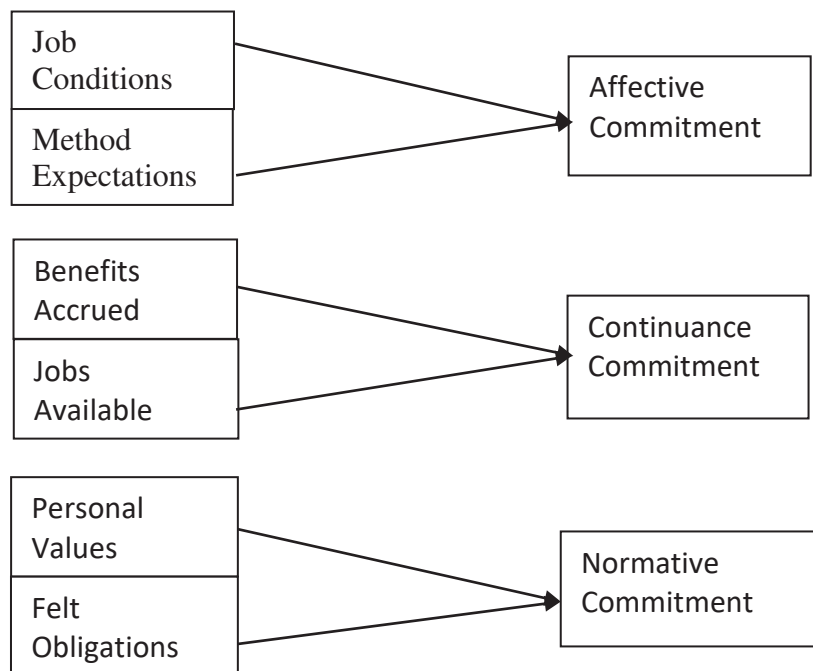 Job
Conditions
Method
Expectations
Affective
Commitment
Benefits
Accrued
Jobs
Available
Continuance
Commitment
Personal
Values
Felt
Obligations
Normative
Commitment